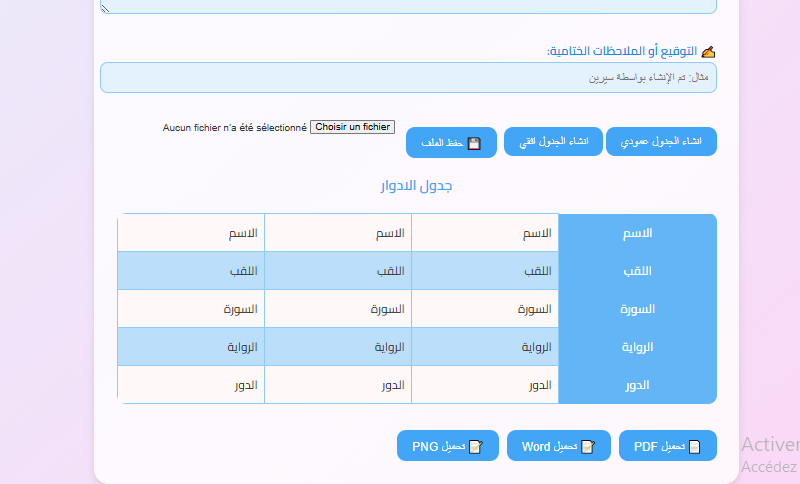 ✍️ التوقيع أو الملاحظات الختامية:
مثال: تم الإنشاء بواسطة سيرين
انشاء الجدول عمودي
انشاء الجدول افقي
💾 حفظ الملف
Choisir un fichier Aucun fichier n'a été sélectionné
جدول الادوار
الاسم الاسم الاسم الاسم
اللقب اللقب اللقب اللقب
السورة السورة السورة السورة
الرواية الرواية الرواية الرواية
الدور الدور الدور الدور
📄 تحميل PDF
📝 تحميل Word
📝 تحميل PNG
Activer
Accédez